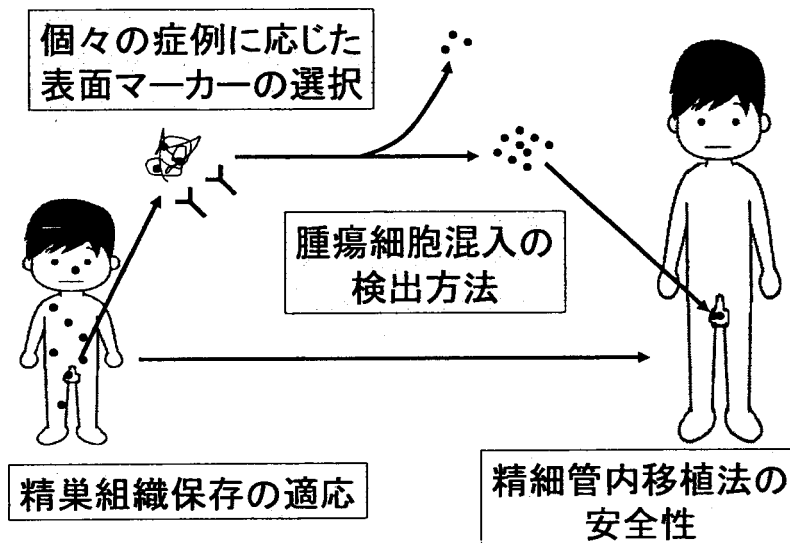 個々の症例に応じた
表面マーカーの選択
腫瘍細胞混入の
検出方法
精巣組織保存の適応
精細管内移植法の
安全性